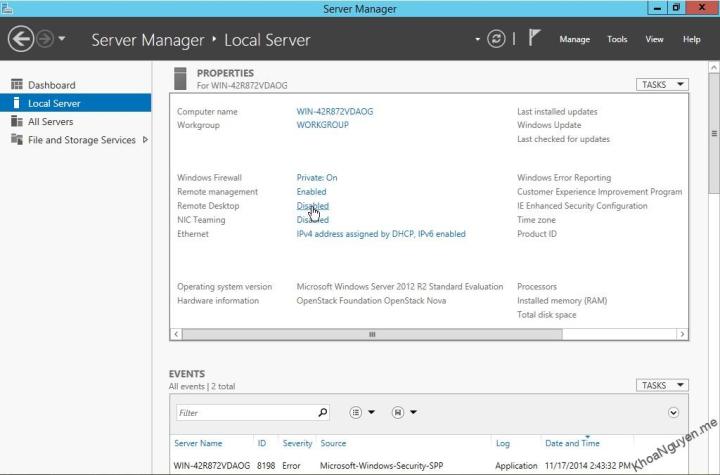 Server Manager
Server Manager ‣ Local Server
Manage Tools View Help
Dashboard
Local Server
All Servers
File and Storage Services
PROPERTIES
For WIN-42R872VDAOG
TASKS
Computer name WIN-42R872VDAOG Last installed updates
Workgroup WORKGROUP Windows Update
Last checked for updates
Windows Firewall Private: On Windows Error Reporting
Remote management Enabled Customer Experience Improvement Program
Remote Desktop Disabled IE Enhanced Security Configuration
NIC Teaming Disabled Time zone
Ethernet IPv4 address assigned by DHCP, IPv6 enabled Product ID
Operating system version Microsoft Windows Server 2012 R2 Standard Evaluation Processors
Hardware information OpenStack Foundation OpenStack Nova Installed memory (RAM)
Total disk space
EVENTS
All events | 2 total
TASKS
Filter
Server Name ID Severity Source Log Date and Time
WIN-42R872VDAOG 8198 Error Microsoft-Windows-Security-SPP Application 11/17/2014 2:43:32 PM
KhoaNguyen.me